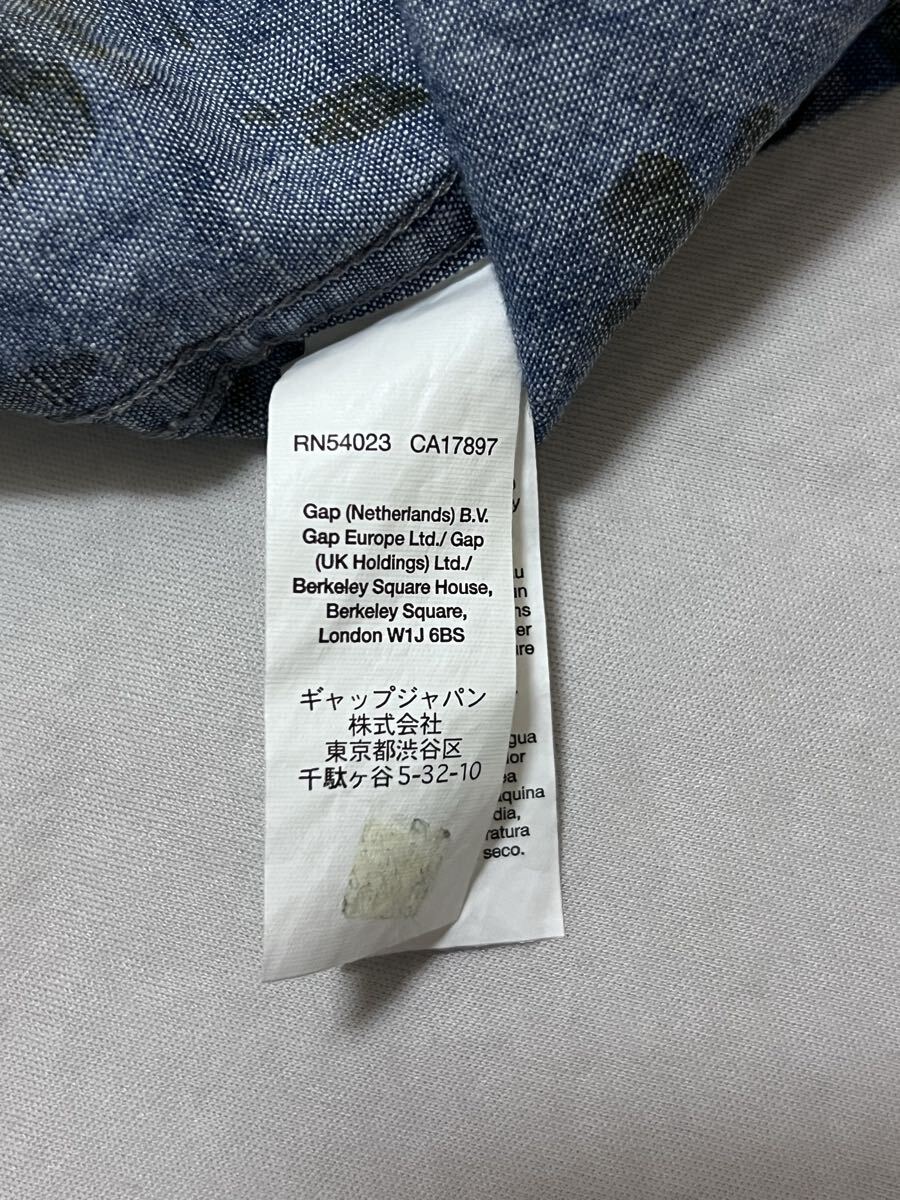 RN54023 CA17897
Gap (Netherlands) B.V.
Gap Europe Ltd./ Gap
(UK Holdings) Ltd./
Berkeley Square House,
Berkeley Square,
London W1J 6BS
ギャップジャパン
株式会社
東京都渋谷区
千駄ヶ谷5-32-10
dia,
seco.